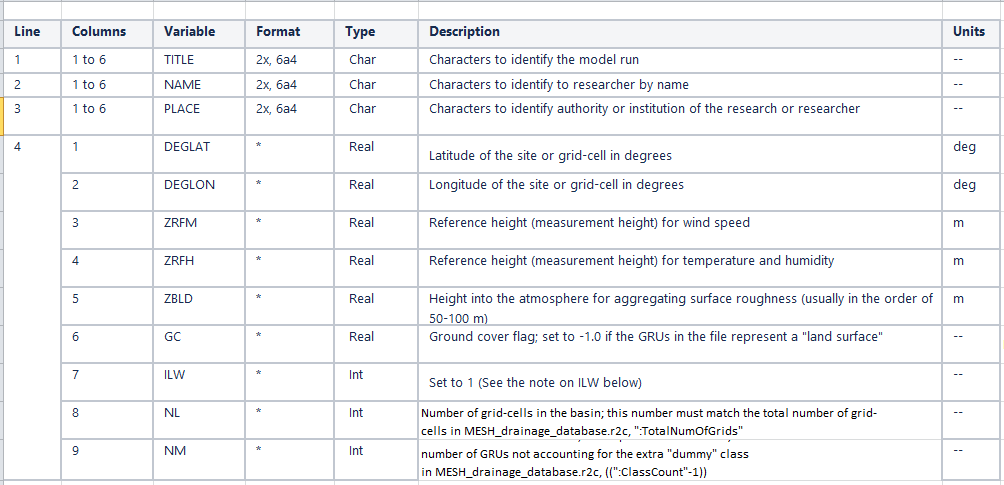 Line Columns Variable Format Type Description Units
1 1 to 6 TITLE 2x, 6a4 Char Characters to identify the model run --
2 1 to 6 NAME 2x, 6a4 Char Characters to identify to researcher by name --
3 1 to 6 PLACE 2x, 6a4 Char Characters to identify authority or institution of the research or researcher --
4 1 DEGLAT * Real Latitude of the site or grid-cell in degrees deg
2 DEGLON * Real Longitude of the site or grid-cell in degrees deg
3 ZRFM * Real Reference height (measurement height) for wind speed m
4 ZRFH * Real Reference height (measurement height) for temperature and humidity m
5 ZBLD * Real Height into the atmosphere for aggregating surface roughness (usually in the order of m
50-100 m)
6 GC * Real Ground cover flag; set to -1.0 if the GRUs in the file represent a "land surface" --
7 ILW * Int Set to 1 (See the note on ILW below) --
8 NL * Int Number of grid-cells in the basin; this number must match the total number of grid- --
cells in MESH_drainage_database.r2c, ":TotalNumOfGrids"
9 NM * Int number of GRUs not accounting for the extra "dummy" class --
in MESH_drainage_database.r2c, ((":ClassCount"-1))